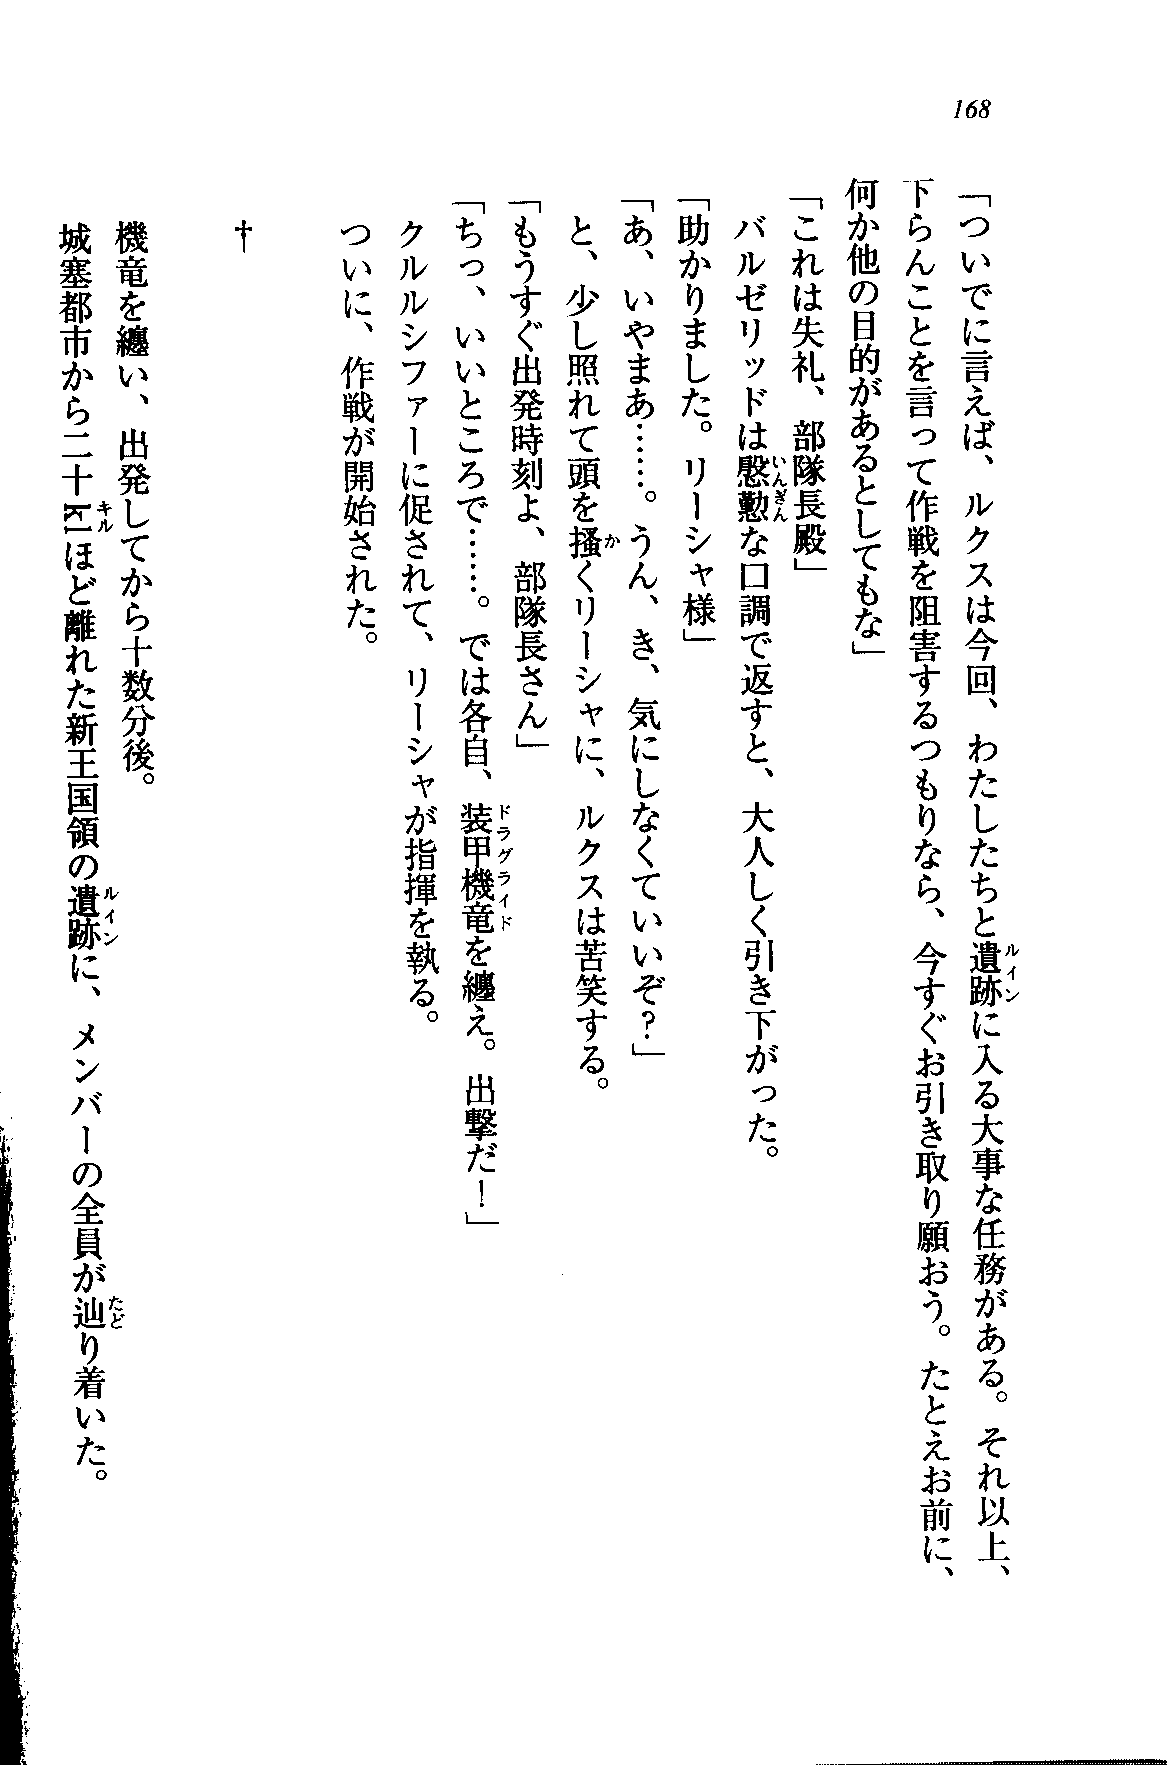 168
「ついでに言えば、ルクスは今回、わたしたちと遺跡に入る大事な任務がある。それ以上、
下らんことを言って作戦を阻害するつもりなら、今すぐお引き取り願おう。たとえお前に、
何か他の目的があるとしてもな」
「これは失礼、部隊長殿」
バルゼリッドは慇懃な口調で返すと、大人しく引き下がった。
「助かりました。リーシャ様」
「あ、いやまあ……。うん、き、気にしなくていいぞ?」
と、少し照れて頭を掻くリーシャに、ルクスは苦笑する。
「もうすぐ出発時刻よ、部隊長さん」
「ちっ、いいところで……。では各自、装甲機竜を纏え。出撃だ!」
クルルシファーに促されて、リーシャが指揮を執る。
ついに、作戦が開始された。
†
機竜を纏い、出発してから十数分後。
城塞都市から二十klほど離れた新王国領の遺跡に、メンバーの全員が辿り着いた。